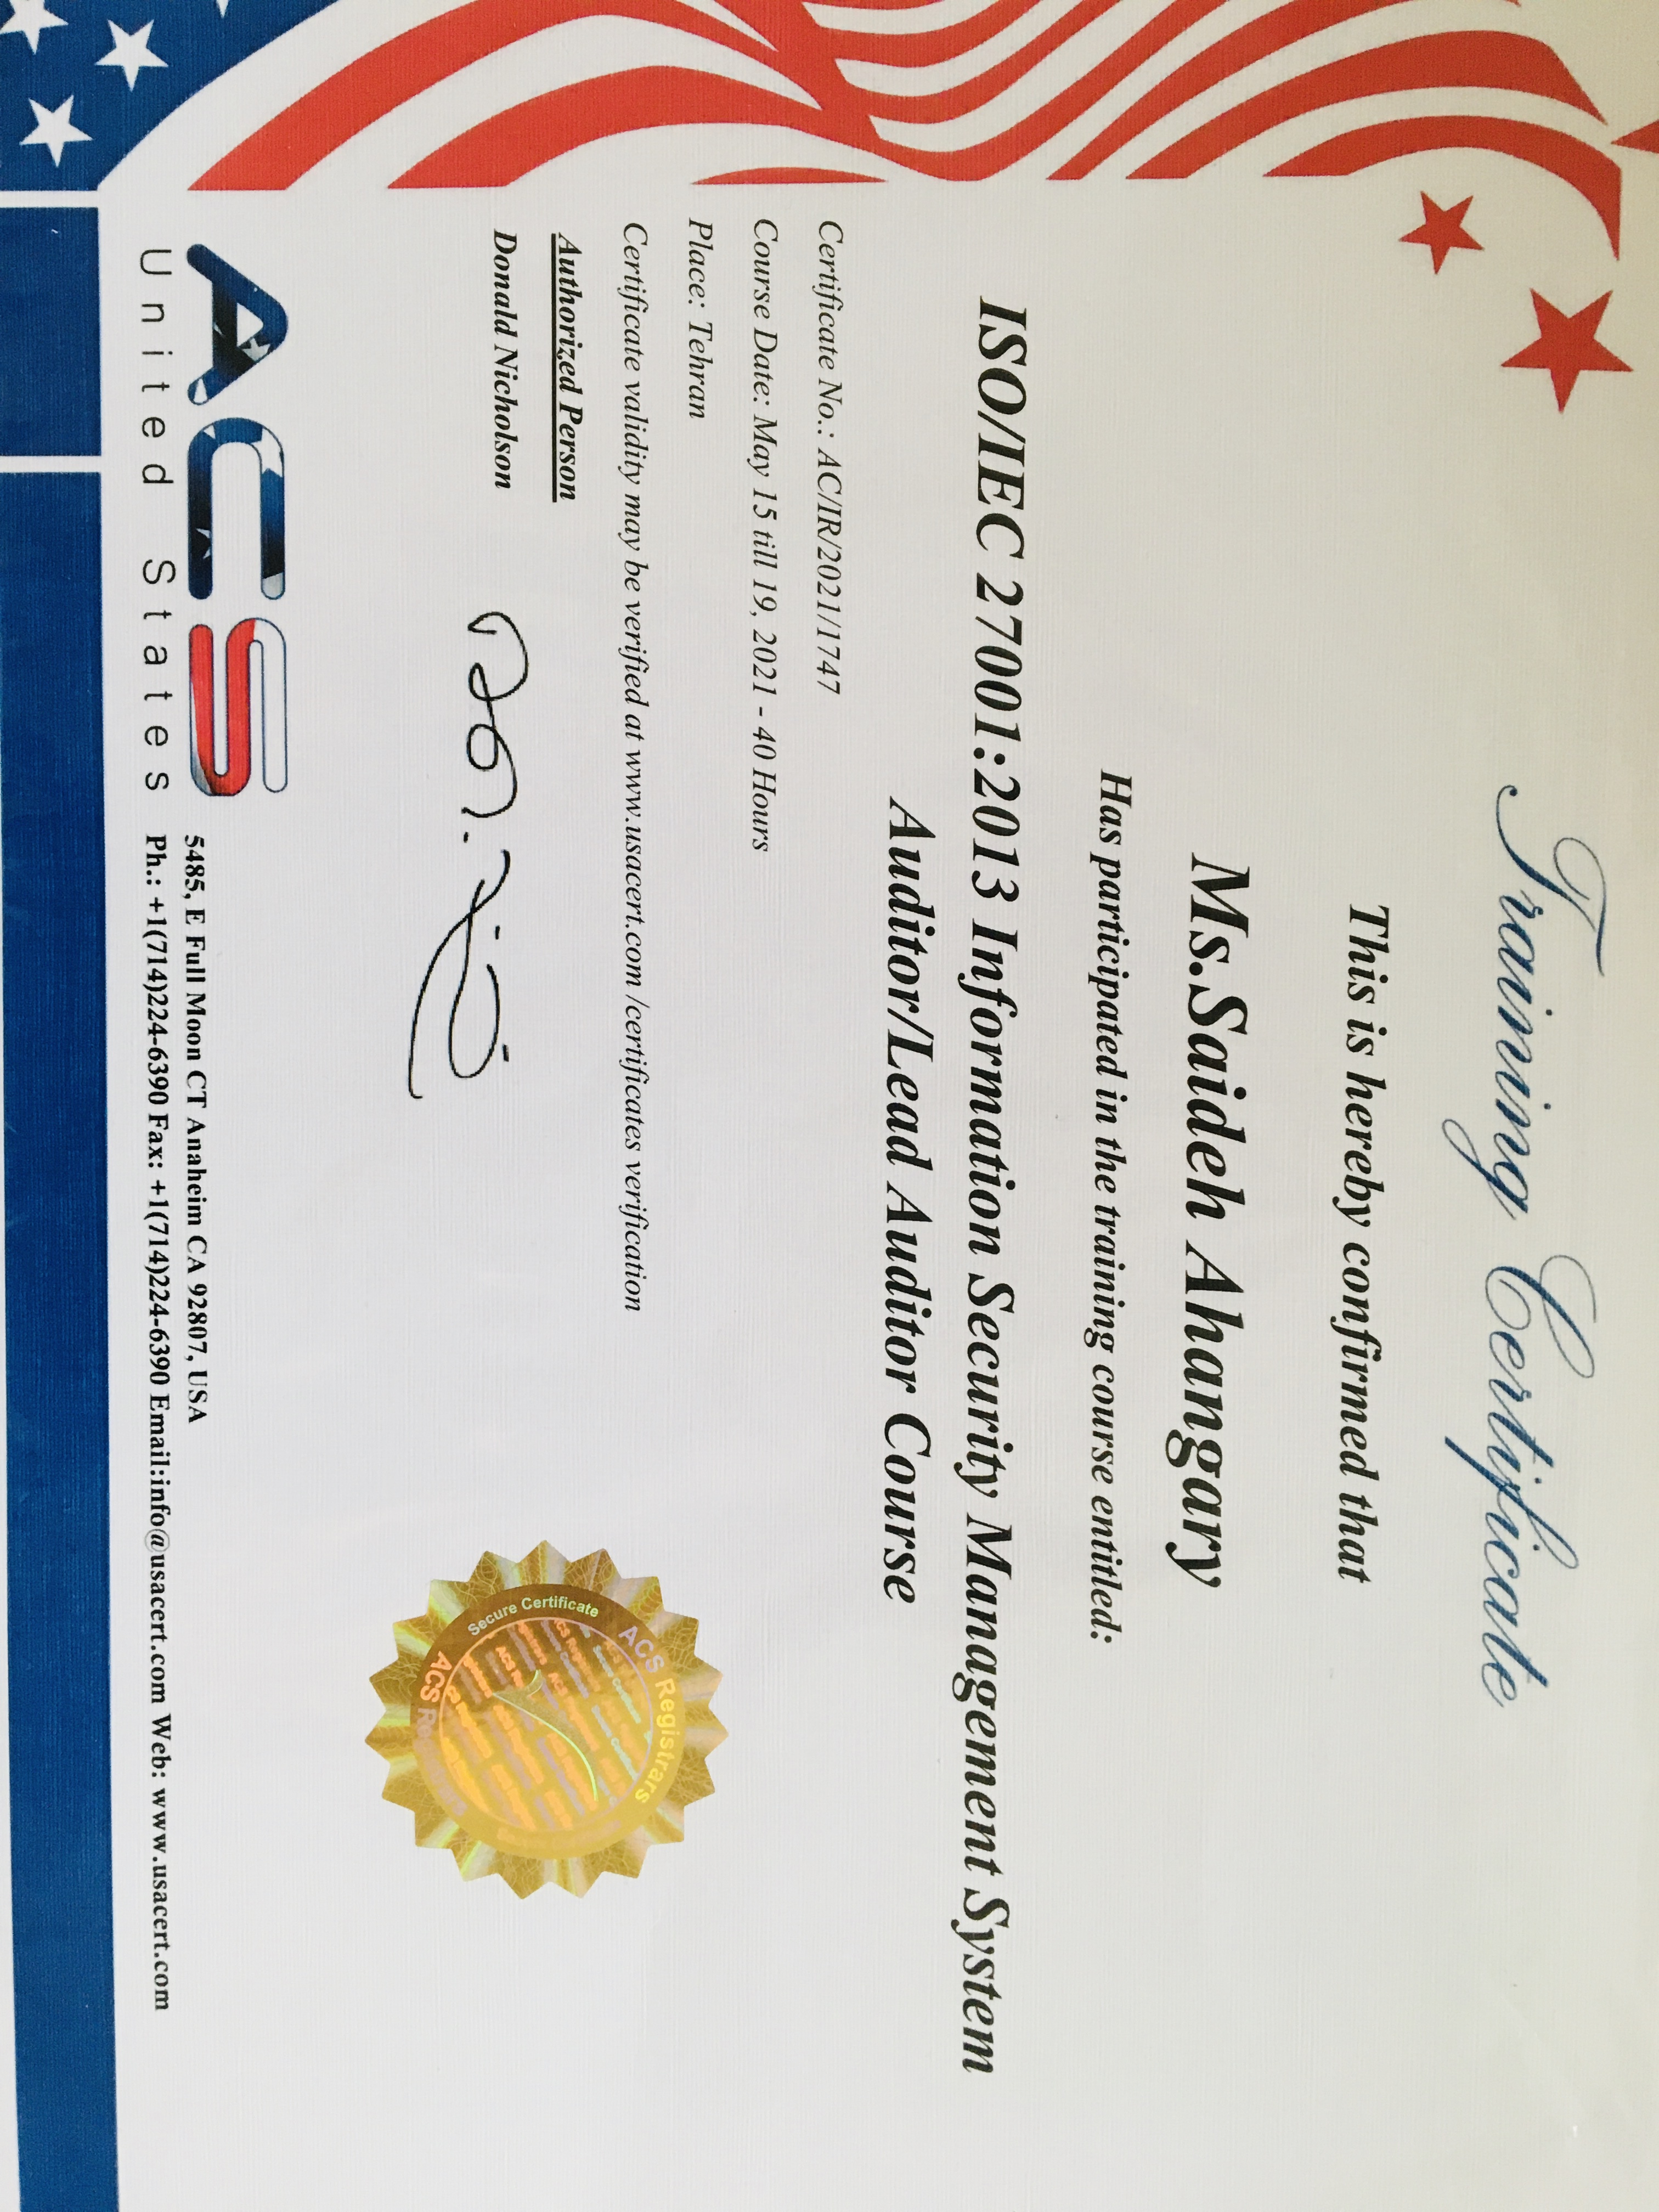 Training Certificate
This is hereby confirmed that
Ms.Saideh Ahangary
Has participated in the training course entitled:
ISO/IEC 27001:2013 Information Security Management System
Auditor/Lead Auditor Course
Certificate No.: AC/IR/2021/1747
Course Date: May 15 till 19, 2021 - 40 Hours
Place: Tehran
Certificate validity may be verified at www.usacert.com /certificates verification
Authorized Person
Donald Nicholson
Secure Certificate
ACS Registrars
ACS Registrars
ACS
United States
5485, E Full Moon CT Anaheim CA 92807, USA
Ph.: +1(714)224-6390 Fax: +1(714)224-6390 Email:info@usacert.com Web: www.usacert.com